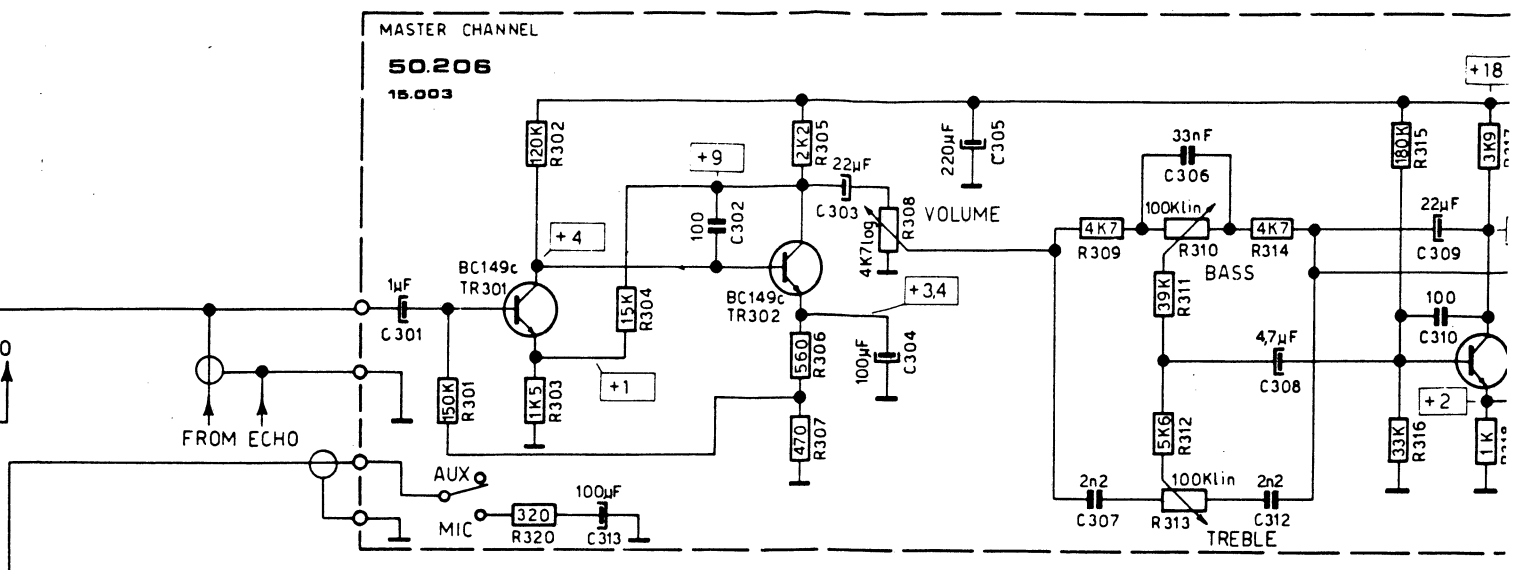 MASTER CHANNEL
50.206
15.003
+18
120K
R302
2K2
R305
220µF
C305
180K
R315
3K9
33nF
C306
+9
100
C302
22µF
C303
R308
4K7log
VOLUME
4K7
R309
100Klin
R310
BASS
4K7
R314
22µF
C309
+4
BC149c
TR301
1µF
C301
15K
R304
BC149c
TR302
+3,4
39K
R311
100
C310
560
R306
100µF
C304
4,7µF
C308
+1
+2
150K
R301
1K5
R303
470
R307
5K6
R312
33K
R316
1K
FROM ECHO
AUX
MIC
320
R320
100µF
C313
2n2
C307
100Klin
R313
TREBLE
2n2
C312